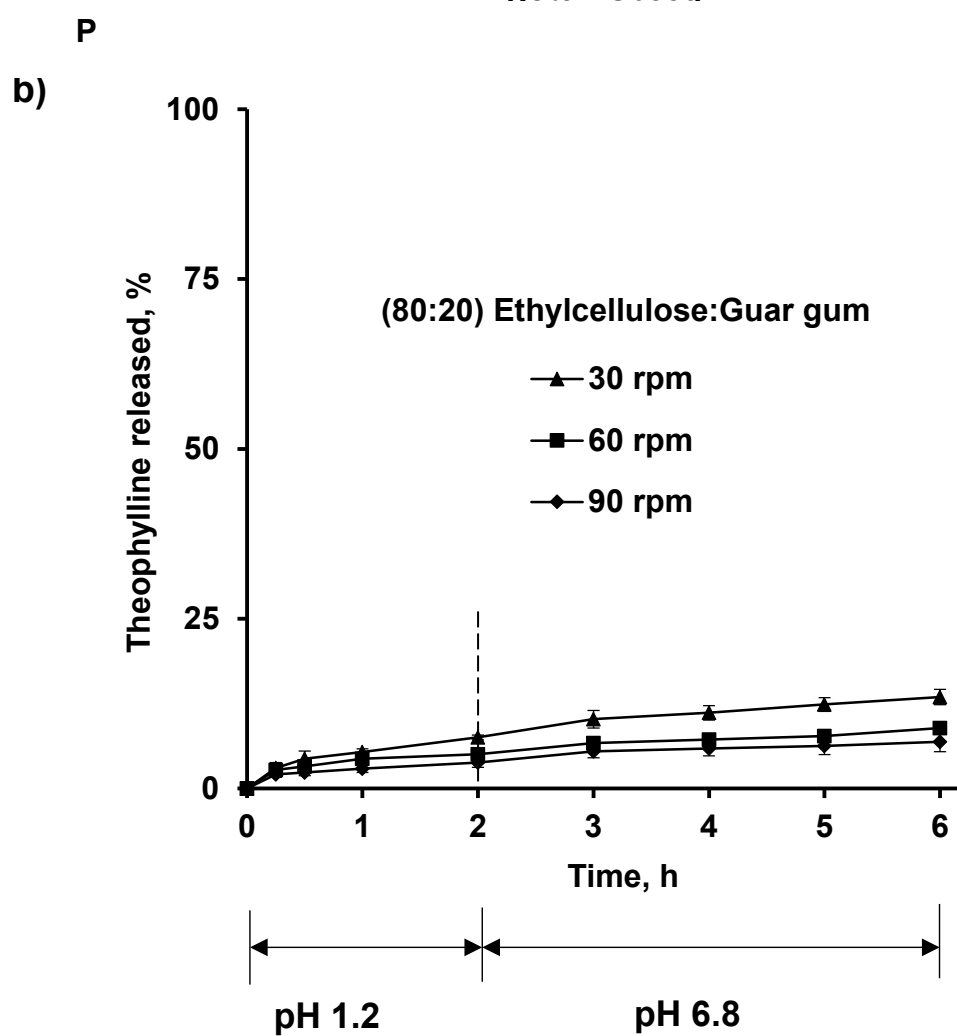 P
b)
100
75
50
25
0
Theophylline released, %
(80:20) Ethylcellulose:Guar gum
30 rpm
60 rpm
90 rpm
0 1 2 3 4 5 6
Time, h
pH 1.2 pH 6.8